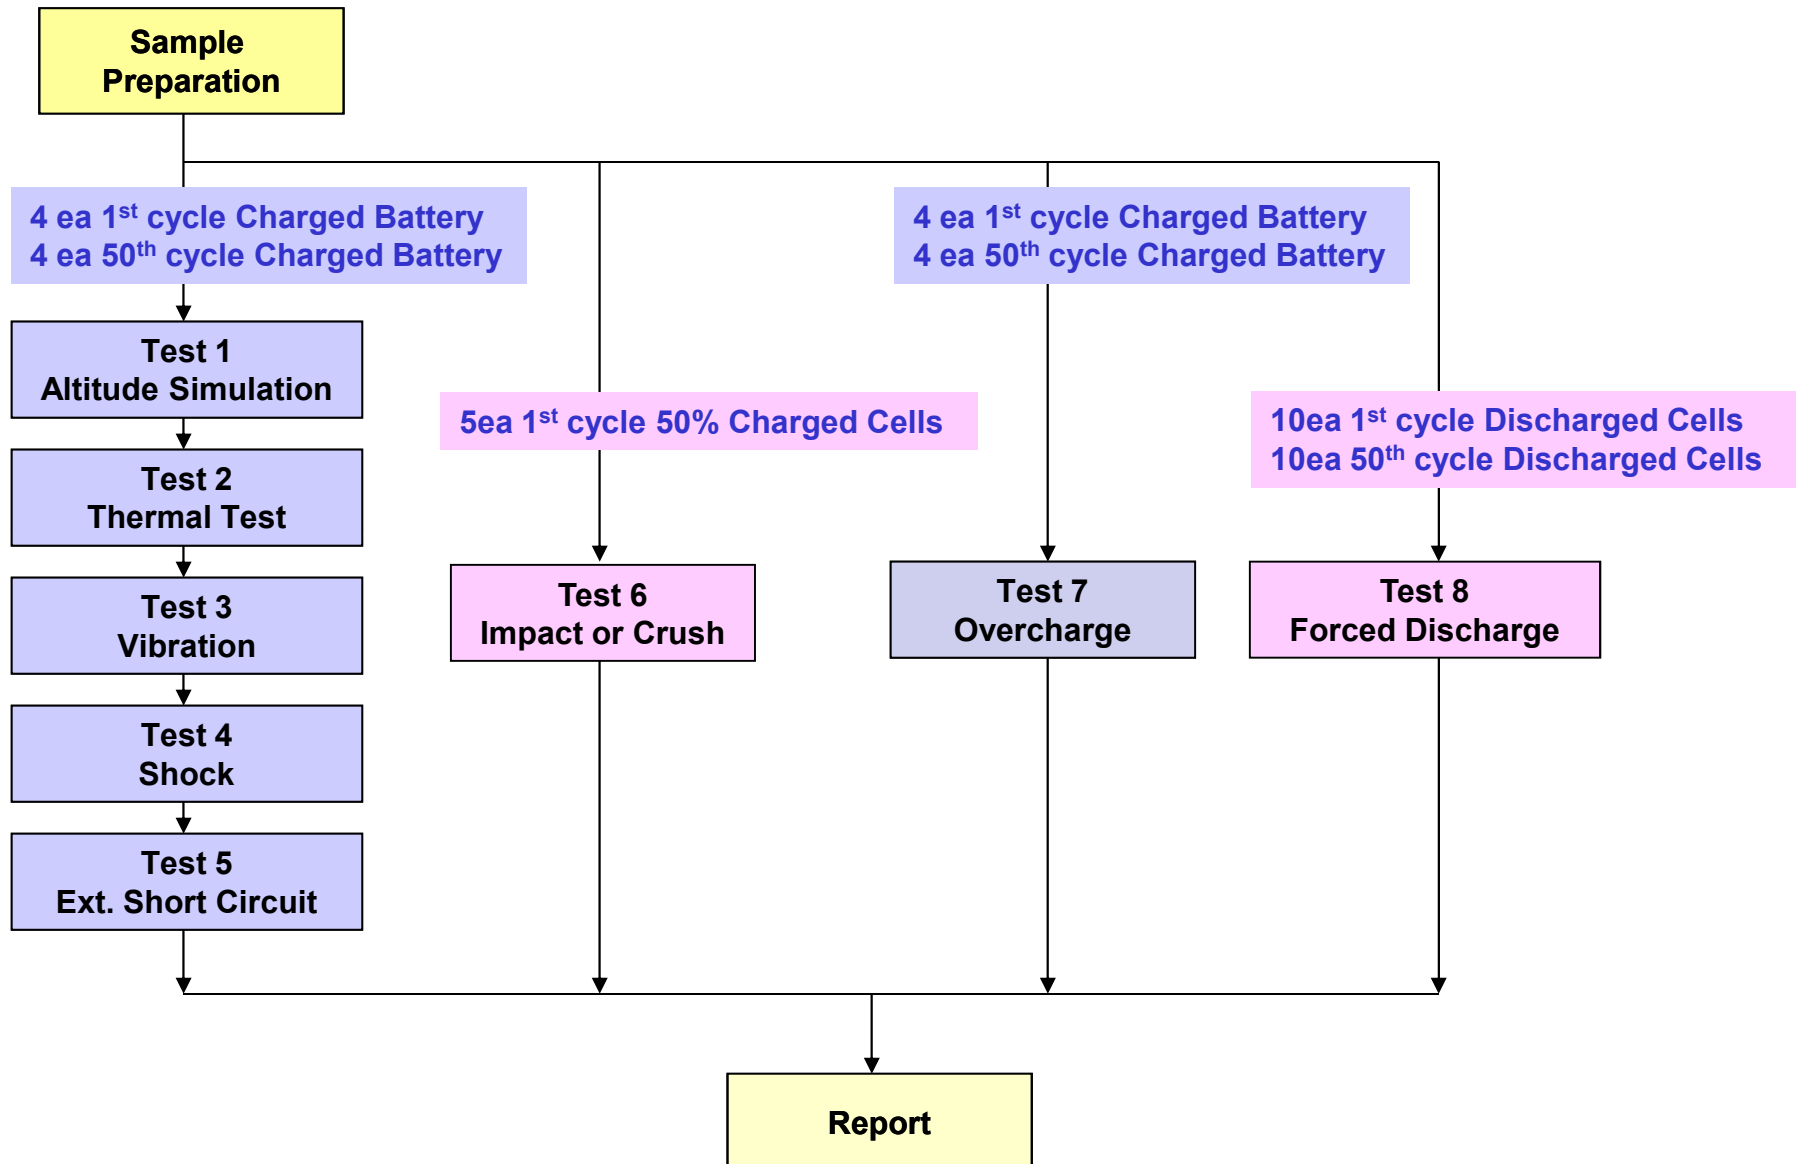 Sample
Preparation
4 ea 1st cycle Charged Battery
4 ea 50th cycle Charged Battery
4 ea 1st cycle Charged Battery
4 ea 50th cycle Charged Battery
Test 1
Altitude Simulation
5ea 1st cycle 50% Charged Cells
10ea 1st cycle Discharged Cells
10ea 50th cycle Discharged Cells
Test 2
Thermal Test
Test 3
Vibration
Test 6
Impact or Crush
Test 7
Overcharge
Test 8
Forced Discharge
Test 4
Shock
Test 5
Ext. Short Circuit
Report